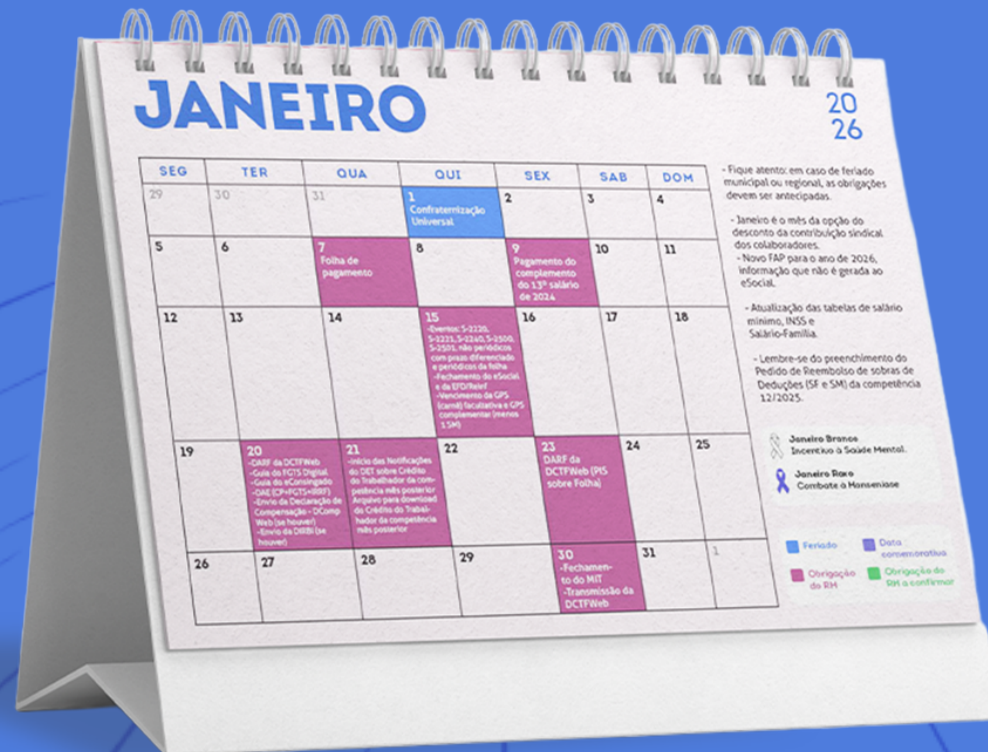 JANEIRO
20
26
SEG TER QUA QUI SEX SAB DOM
29 30 31 1 2 3 4
Confraternização
Universal
5 6 7 8 9 10 11
Folha de
pagamento
Pagamento do
complemento
do 13º salário
de 2024
12 13 14 15 16 17 18
-Eventos: S-2220,
S-2221, S-2240, S-2500,
S-2501, não periódicos
com prazo diferenciado
e periódicos da folha
-Fechamento do eSocial
e da EFD/Reinf
-Vencimento da GPS
(carnê) facultativa e GPS
complementar (menos
1 SM)
19 20 21 22 23 24 25
-DARF da DCTFWeb
-Guia do FGTS Digital
-Guia do eConsignado
-DAE (CP+FGTS+IRRF)
-Envio da Declaração de
Compensação - DComp
Web (se houver)
-Envio da DIRBI (se
houver)
-Início das Notificações
do DET sobre Crédito
do Trabalhador da com-
petência mês posterior
Arquivo para download
do Crédito do Trabal-
hador da competência
mês posterior
DARF da
DCTFWeb (PIS
sobre Folha)
26 27 28 29 30 31 1
-Fechamen-
to do MIT
-Transmissão da
DCTFWeb
- Fique atento: em caso de feriado
municipal ou regional, as obrigações
devem ser antecipadas.
- Janeiro é o mês da opção do
desconto da contribuição sindical
dos colaboradores.
- Novo FAP para o ano de 2026,
informação que não é gerada ao
eSocial.
- Atualização das tabelas de salário
mínimo, INSS e
Salário-Família.
- Lembre-se do preenchimento do
Pedido de Reembolso de sobras de
Deduções (SF e SM) da competência
12/2025.
Janeiro Branco
Incentivo à Saúde Mental.
Janeiro Roxo
Combate a Hanseníase
Feriado
Data
comemorativa
Obrigação
do RH
Obrigação do
RH a confirmar